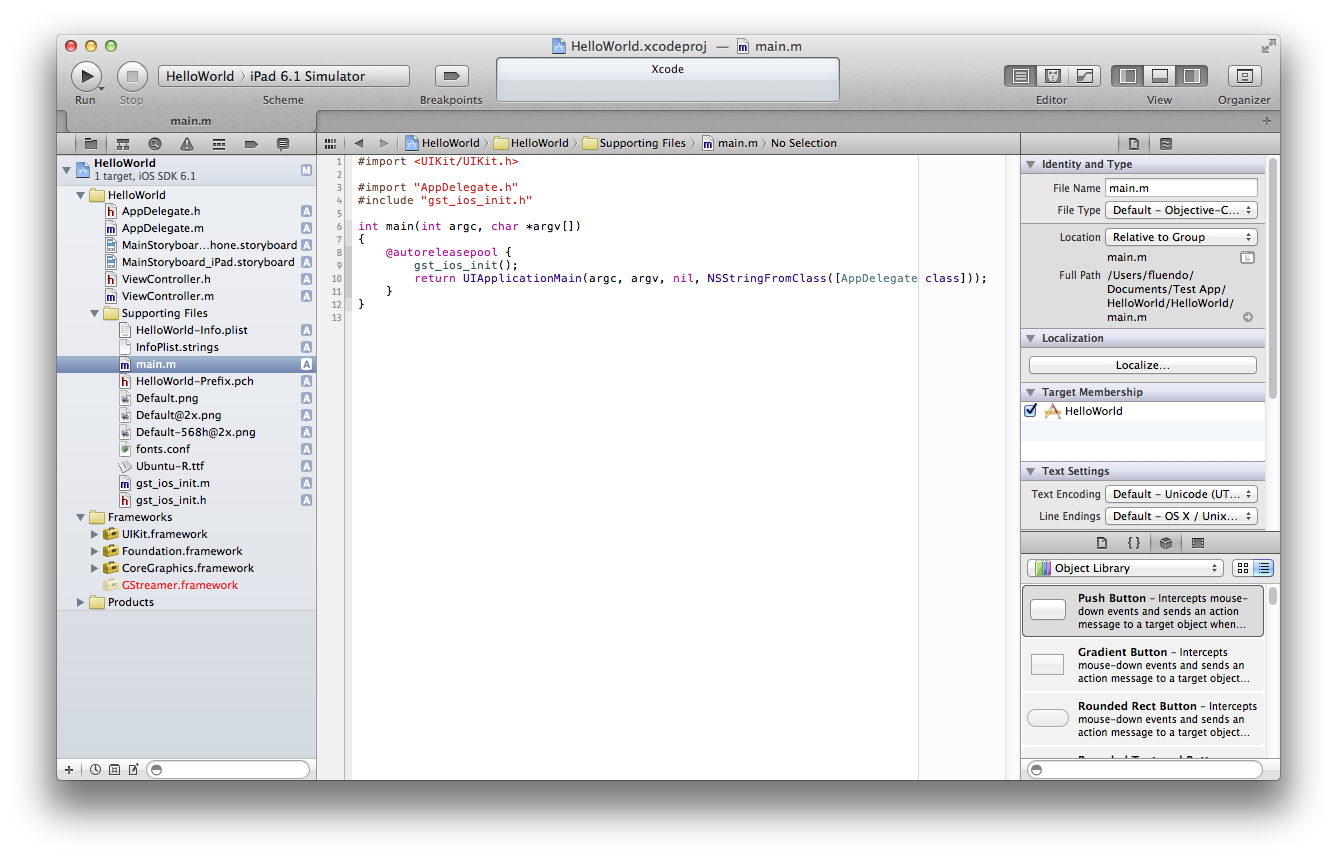 HelloWorld.xcodeproj — main.m
HelloWorld iPad 6.1 Simulator
Xcode
Run Stop Scheme Breakpoints Editor View Organizer
main.m
HelloWorld
1 target, iOS SDK 6.1
M
HelloWorld
AppDelegate.h A
AppDelegate.m A
MainStoryboar...hone.storyboard A
MainStoryboard_iPad.storyboard A
ViewController.h A
ViewController.m A
Supporting Files
HelloWorld-Info.plist A
InfoPlist.strings A
main.m A
HelloWorld-Prefix.pch A
Default.png A
Default@2x.png A
Default-568h@2x.png A
fonts.conf A
Ubuntu-R.ttf A
gst_ios_init.m A
gst_ios_init.h A
Frameworks
UIKit.framework
Foundation.framework
CoreGraphics.framework
GStreamer.framework
Products
HelloWorld HelloWorld Supporting Files main.m No Selection
1 #import <UIKit/UIKit.h>
2
3 #import "AppDelegate.h"
4 #include "gst_ios_init.h"
5
6 int main(int argc, char *argv[])
7 {
8 @autoreleasepool {
9 gst_ios_init();
10 return UIApplicationMain(argc, argv, nil, NSStringFromClass([AppDelegate class]));
11 }
12 }
13
Identity and Type
File Name main.m
File Type Default - Objective-C...
Location Relative to Group
main.m
Full Path /Users/fluendo/
Documents/Test App/
HelloWorld/HelloWorld/
main.m
Localization
Localize...
Target Membership
HelloWorld
Text Settings
Text Encoding Default - Unicode (UT...
Line Endings Default - OS X / Unix...
{}
Object Library
Push Button - Intercepts mouse-
down events and sends an action
message to a target object when...
Gradient Button - Intercepts
mouse-down events and sends an
action message to a target object...
Rounded Rect Button - Intercepts
mouse-down events and sends an
action message to a target object...